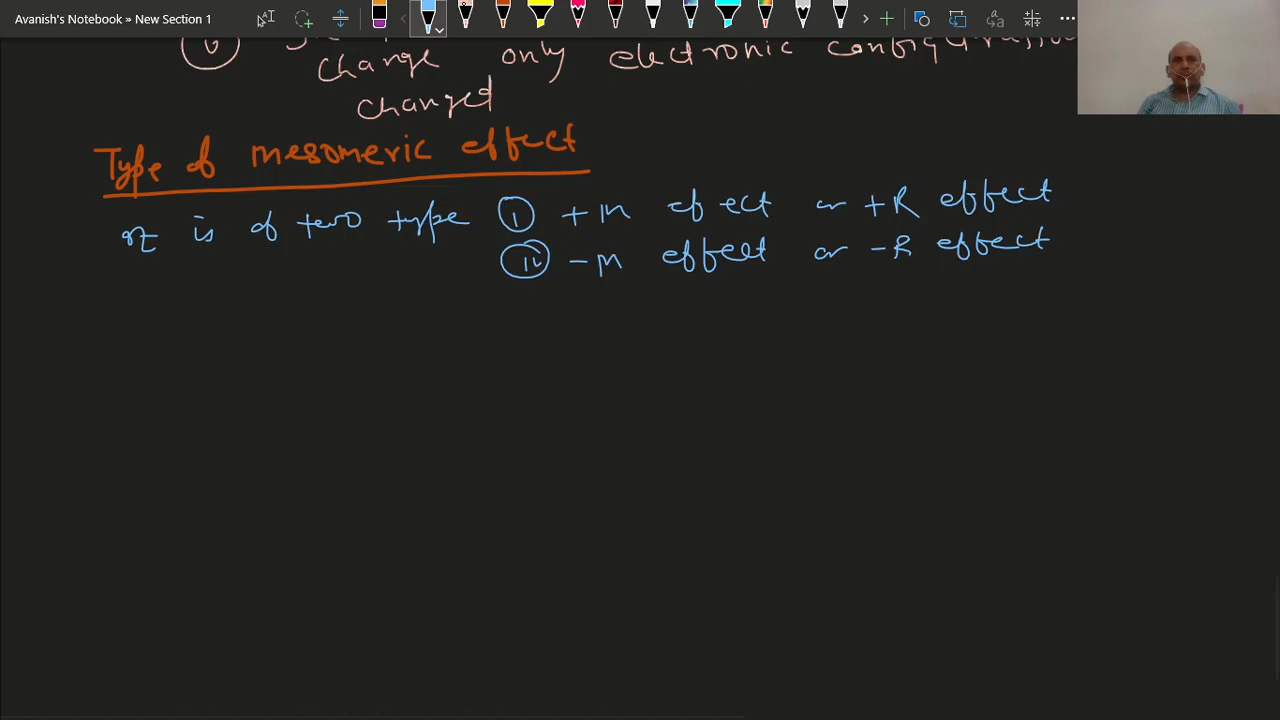 Avanish's Notebook » New Section 1
change only electronic configuration
changed
Type of mesomeric effect
It is of two type (i) + M efect or +R effect
(ii) - M effect or -R effect